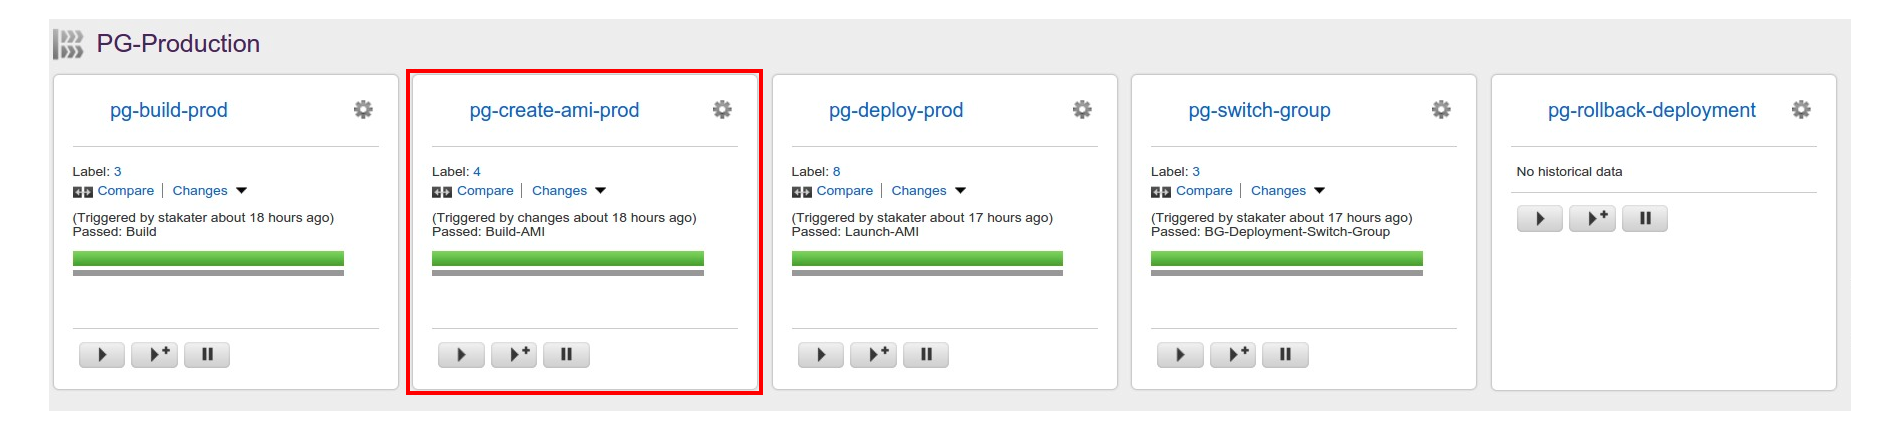 PG-Production
pg-build-prod
Label: 3
Compare Changes
(Triggered by stakater about 18 hours ago)
Passed: Build
pg-create-ami-prod
Label: 4
Compare Changes
(Triggered by changes about 18 hours ago)
Passed: Build-AMI
pg-deploy-prod
Label: 8
Compare Changes
(Triggered by stakater about 17 hours ago)
Passed: Launch-AMI
pg-switch-group
Label: 3
Compare Changes
(Triggered by stakater about 17 hours ago)
Passed: BG-Deployment-Switch-Group
pg-rollback-deployment
No historical data